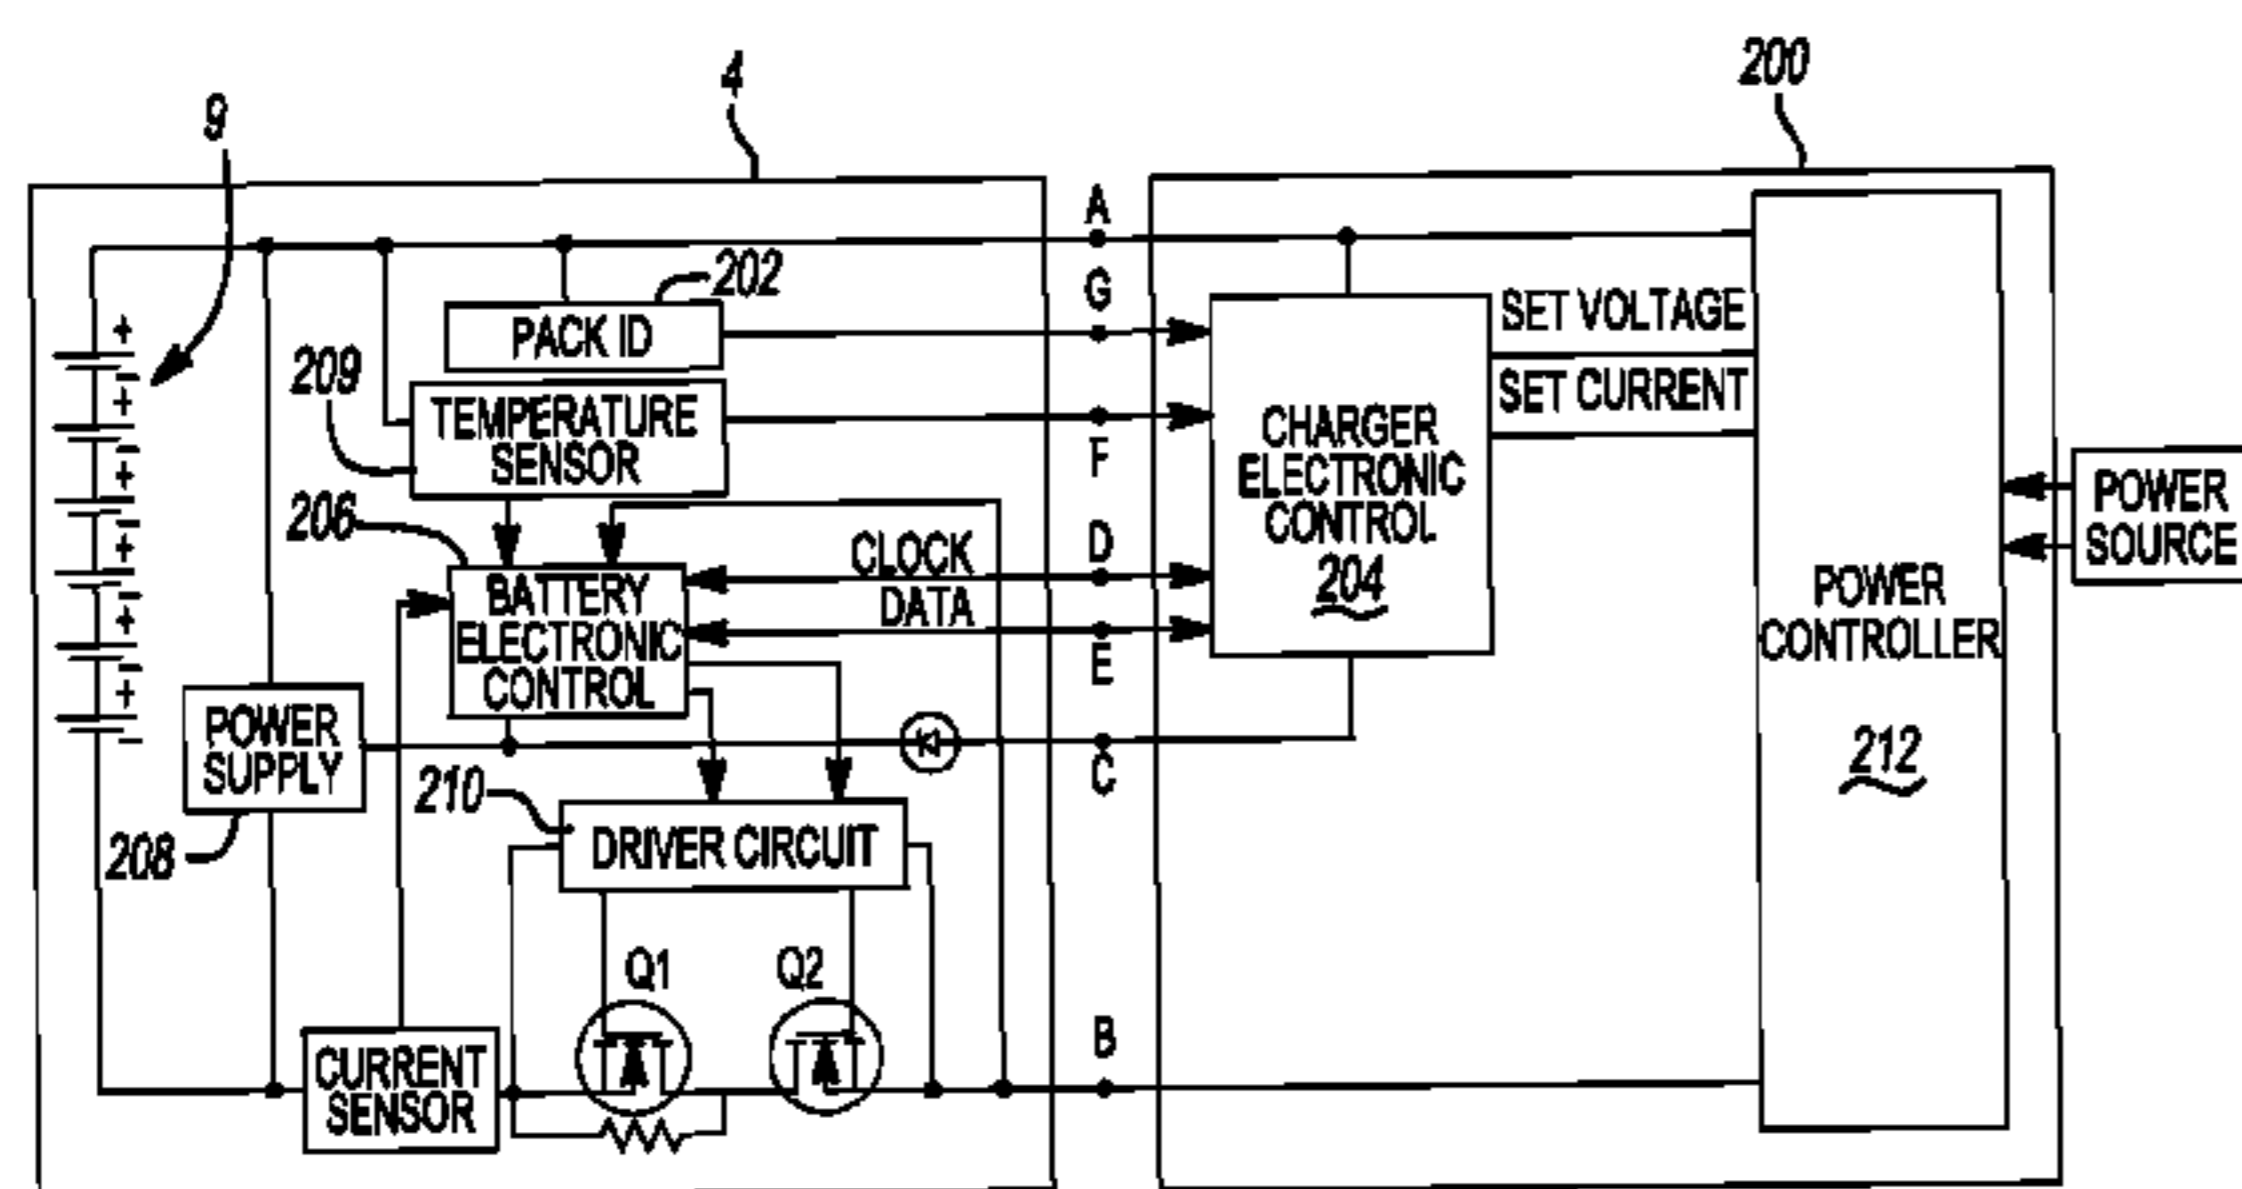 4
200
9
A
202
G
PACK ID
SET VOLTAGE
209
SET CURRENT
TEMPERATURE
SENSOR
F
CHARGER
ELECTRONIC
CONTROL
204
POWER
SOURCE
206
CLOCK
D
DATA
BATTERY
ELECTRONIC
CONTROL
E
POWER
CONTROLLER
212
POWER
SUPPLY
208
210
C
DRIVER CIRCUIT
Q1
Q2
B
CURRENT
SENSOR
+
-
+
-
+
-
+
-
+
-
+
-